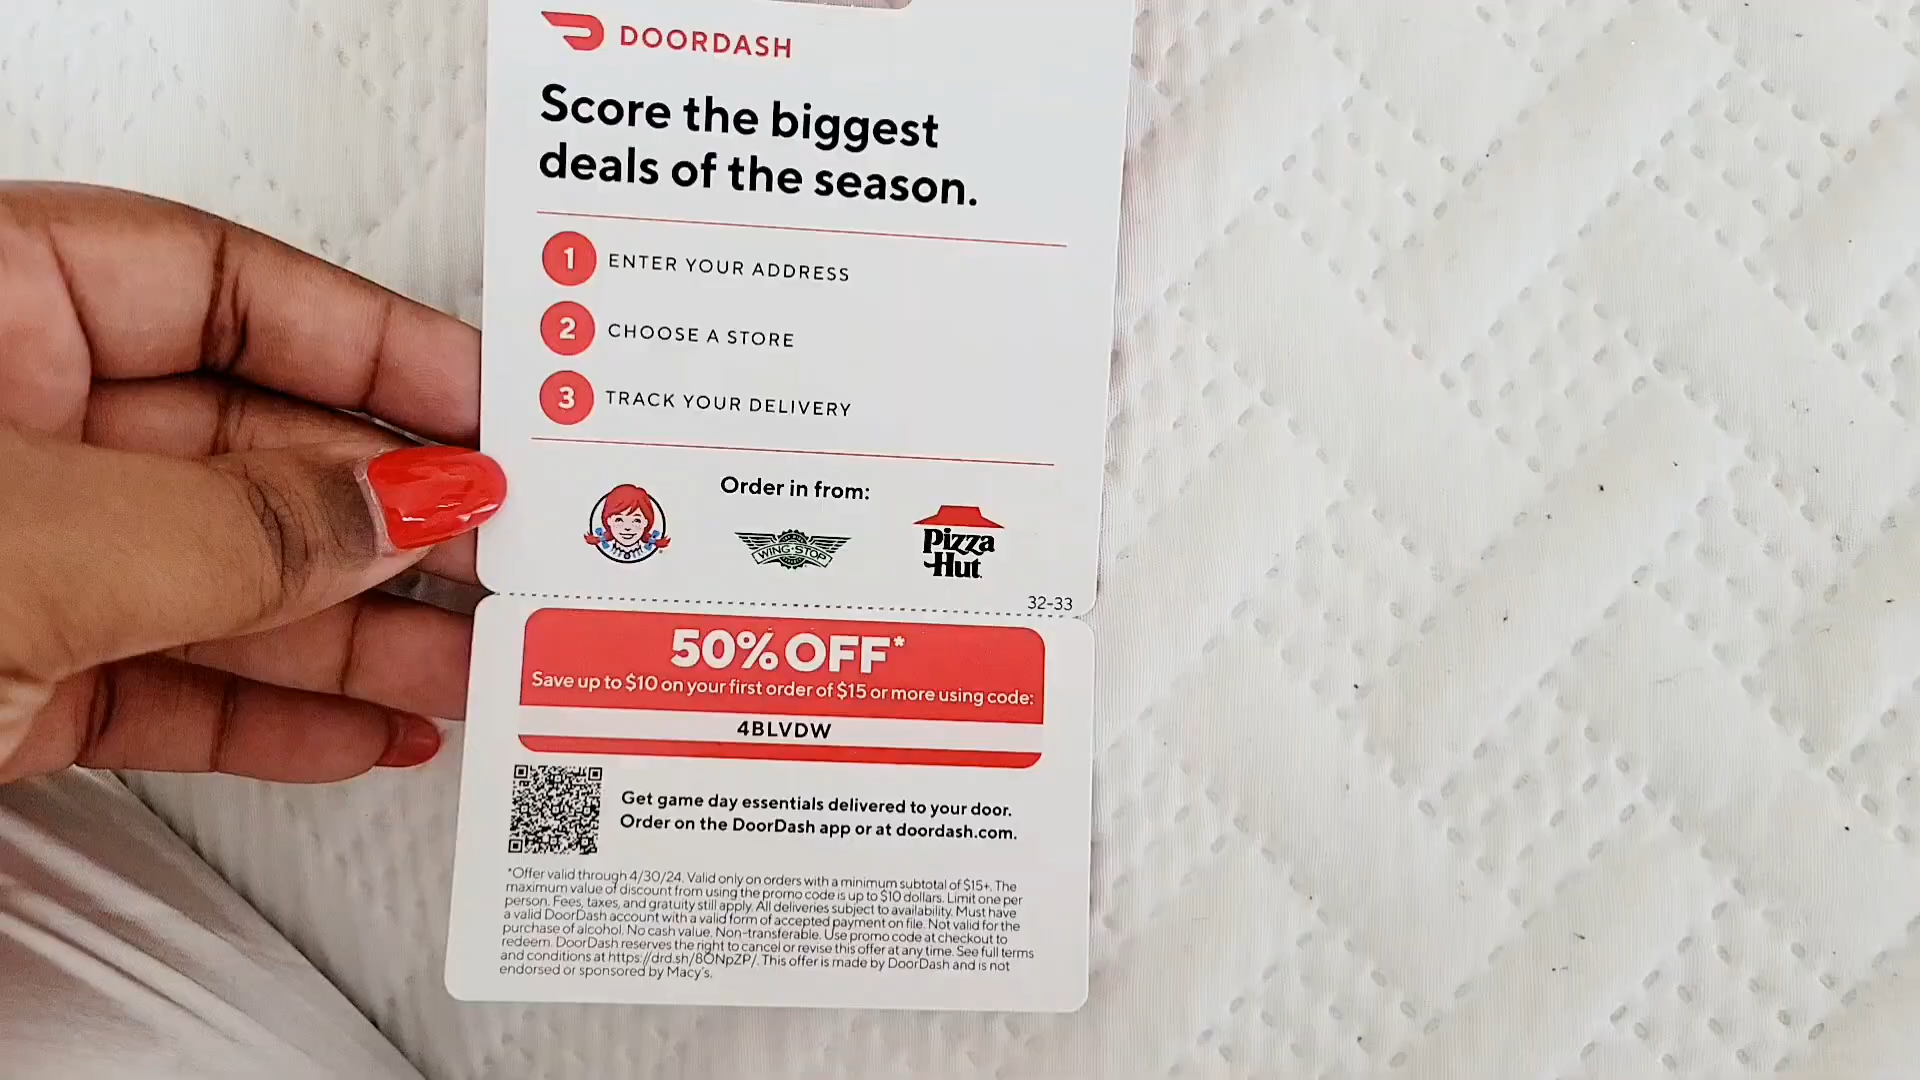 DOORDASH
Score the biggest
deals of the season.
1 ENTER YOUR ADDRESS
2 CHOOSE A STORE
3 TRACK YOUR DELIVERY
Order in from:
WING-STOP
Pizza
Hut
32-33
50% OFF*
Save up to $10 on your first order of $15 or more using code:
4BLVDW
Get game day essentials delivered to your door.
Order on the DoorDash app or at doordash.com.
*Offer valid through 4/30/24. Valid only on orders with a minimum subtotal of $15+. The
maximum value of discount from using the promo code is up to $10 dollars. Limit one per
person. Fees, taxes, and gratuity still apply. All deliveries subject to availability. Must have
a valid DoorDash account with a valid form of accepted payment on file. Not valid for the
purchase of alcohol. No cash value. Non-transferable. Use promo code at checkout to
redeem. DoorDash reserves the right to cancel or revise this offer at any time. See full terms
and conditions at https://drd.sh/8ONpZP/. This offer is made by DoorDash and is not
endorsed or sponsored by Macy's.